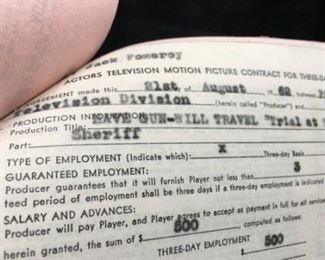 Jack Pomeroy
ACTORS TELEVISION MOTION PICTURE CONTRACT FOR THREE-D
AGREEMENT made this 21st, of August 19 62 between
Television Division (herein called "Producer") and
PRODUCTION INFORMATION
Production Title: HAVE GUN-WILL TRAVEL "Trial at
Part: Sheriff
TYPE OF EMPLOYMENT (Indicate which): X Three-day Basis
GUARANTEED EMPLOYMENT: 3
Producer guarantees that it will furnish Player not less than
teed period of employment shall be three days if a three-day employment is indicated
SALARY AND ADVANCES:
Producer will pay Player, and Player agrees to accept as payment in full for all services
herein granted, the sum of $ 500, computed as follows:
THREE-DAY EMPLOYMENT 500
$